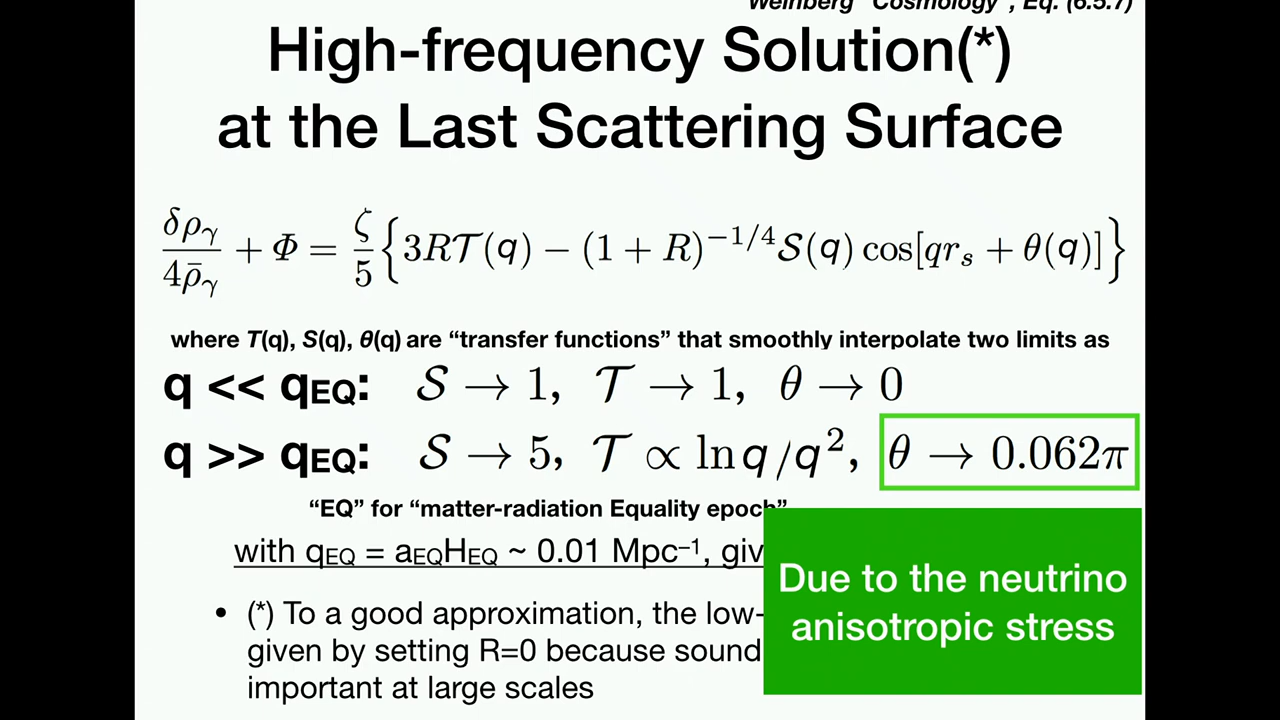 Weinberg "Cosmology", Eq. (6.5.7)
High-frequency Solution(*)
at the Last Scattering Surface
δρ_γ / 4ρ̄_γ + Φ = ζ/5 {3R𝒯(q) − (1 + R)^{−1/4}𝒮(q) cos[qr_s + θ(q)]}
where T(q), S(q), θ(q) are “transfer functions” that smoothly interpolate two limits as
q << qEQ: 𝒮 → 1, 𝒯 → 1, θ → 0
q >> qEQ: 𝒮 → 5, 𝒯 ∝ ln q/q², θ → 0.062π
“EQ” for “matter-radiation Equality epoch”
with qEQ = aEQHEQ ~ 0.01 Mpc⁻¹,
Due to the neutrino
anisotropic stress
• (*) To a good approximation, the low-
given by setting R=0 because sound
important at large scales